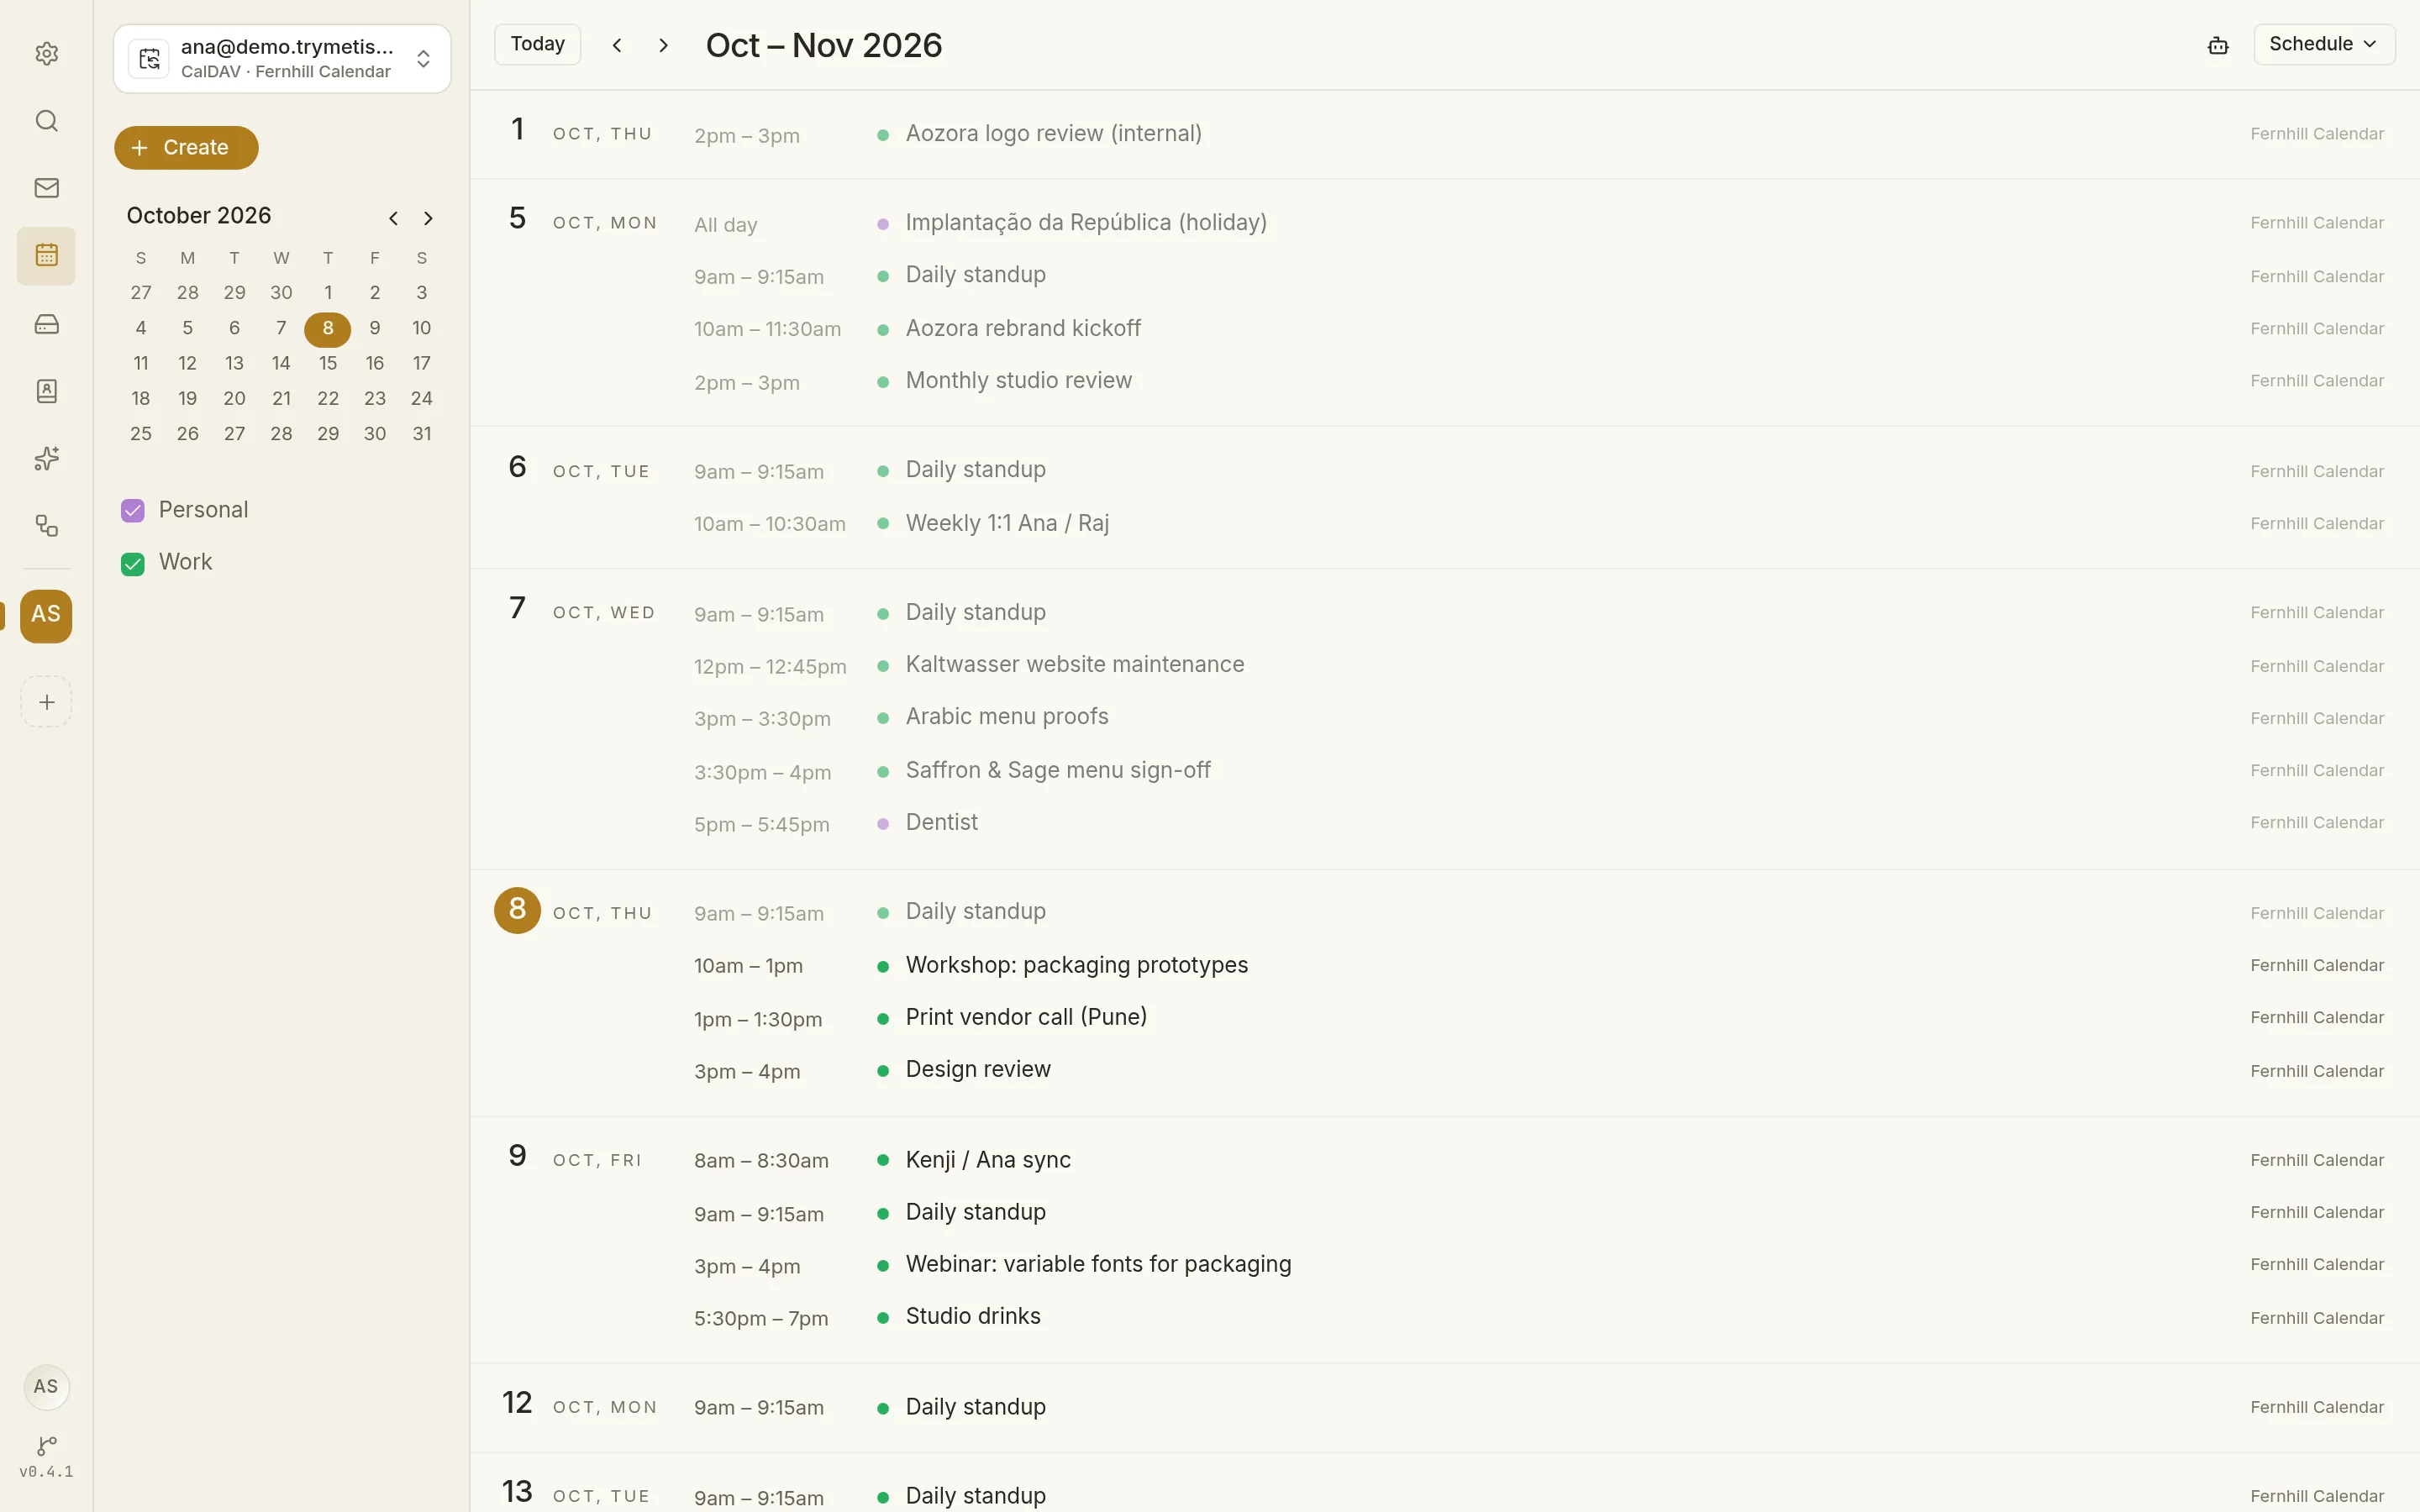 ana@demo.trymetis...
CalDAV · Fernhill Calendar
Create
October 2026
S M T W T F S
27 28 29 30 1 2 3
4 5 6 7 8 9 10
11 12 13 14 15 16 17
18 19 20 21 22 23 24
25 26 27 28 29 30 31
Personal
Work
AS
AS
v0.4.1
Today
Oct – Nov 2026
Schedule
1 OCT, THU 2pm – 3pm Aozora logo review (internal) Fernhill Calendar
5 OCT, MON All day Implantação da República (holiday) Fernhill Calendar
9am – 9:15am Daily standup Fernhill Calendar
10am – 11:30am Aozora rebrand kickoff Fernhill Calendar
2pm – 3pm Monthly studio review Fernhill Calendar
6 OCT, TUE 9am – 9:15am Daily standup Fernhill Calendar
10am – 10:30am Weekly 1:1 Ana / Raj Fernhill Calendar
7 OCT, WED 9am – 9:15am Daily standup Fernhill Calendar
12pm – 12:45pm Kaltwasser website maintenance Fernhill Calendar
3pm – 3:30pm Arabic menu proofs Fernhill Calendar
3:30pm – 4pm Saffron & Sage menu sign-off Fernhill Calendar
5pm – 5:45pm Dentist Fernhill Calendar
8 OCT, THU 9am – 9:15am Daily standup Fernhill Calendar
10am – 1pm Workshop: packaging prototypes Fernhill Calendar
1pm – 1:30pm Print vendor call (Pune) Fernhill Calendar
3pm – 4pm Design review Fernhill Calendar
9 OCT, FRI 8am – 8:30am Kenji / Ana sync Fernhill Calendar
9am – 9:15am Daily standup Fernhill Calendar
3pm – 4pm Webinar: variable fonts for packaging Fernhill Calendar
5:30pm – 7pm Studio drinks Fernhill Calendar
12 OCT, MON 9am – 9:15am Daily standup Fernhill Calendar
13 OCT, TUE 9am – 9:15am Daily standup Fernhill Calendar